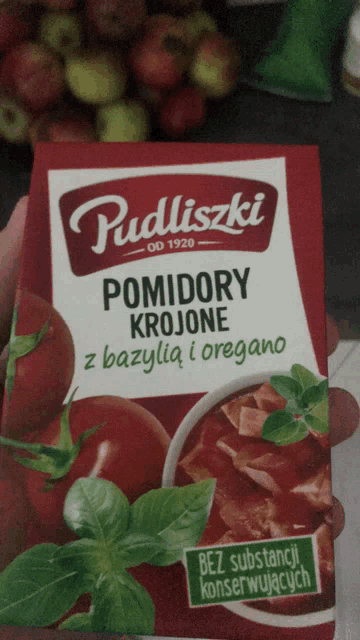 Pudliszki
OD 1920
POMIDORY
KROJONE
z bazylią i oregano
BEZ substancji
konserwujących